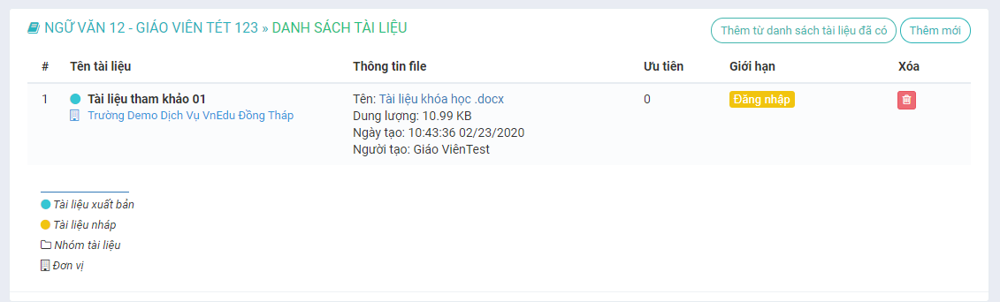 NGỮ VĂN 12 - GIÁO VIÊN TÉT 123 » DANH SÁCH TÀI LIỆU
Thêm từ danh sách tài liệu đã có
Thêm mới
# Tên tài liệu Thông tin file Ưu tiên Giới hạn Xóa
1 Tài liệu tham khảo 01 Tên: Tài liệu khóa học .docx 0 Đăng nhập
Trường Demo Dịch Vụ VnEdu Đồng Tháp Dung lượng: 10.99 KB
Ngày tạo: 10:43:36 02/23/2020
Người tạo: Giáo ViênTest
Tài liệu xuất bản
Tài liệu nháp
Nhóm tài liệu
Đơn vị